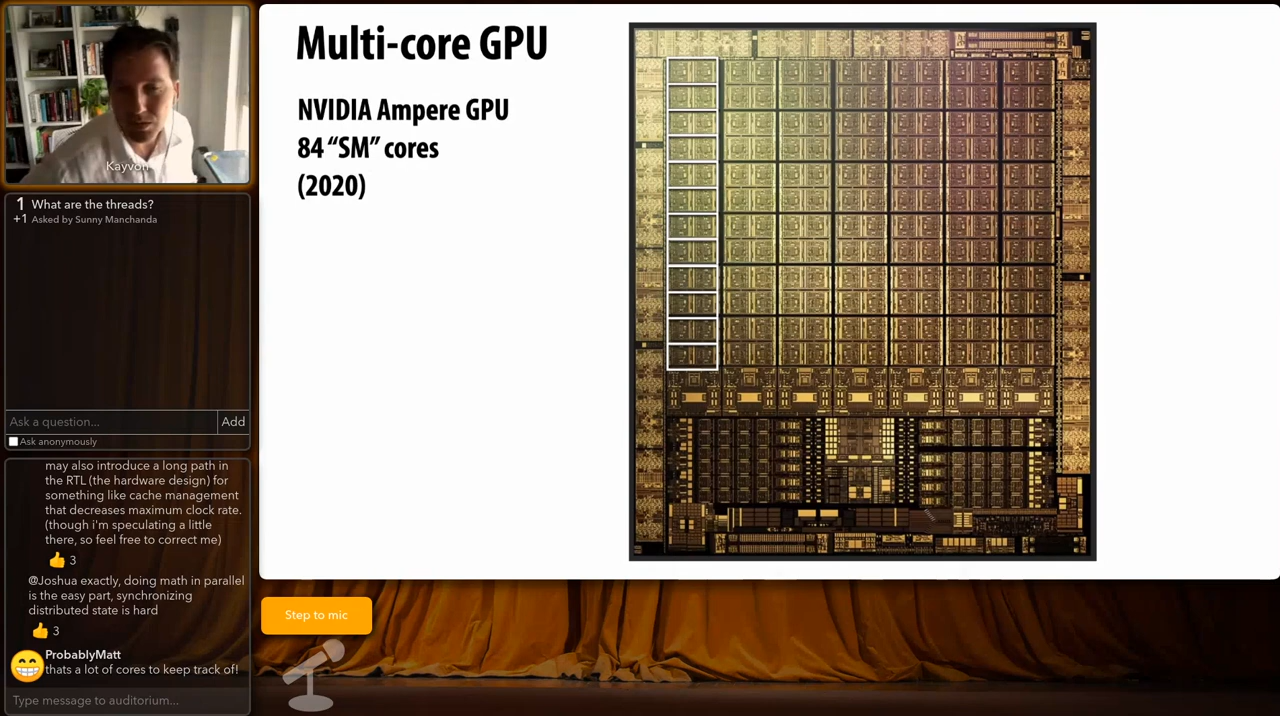 Kayvon
1 What are the threads?
+1 Asked by Sunny Manchanda
Ask a question...
Add
Ask anonymously
may also introduce a long path in
the RTL (the hardware design) for
something like cache management
that decreases maximum clock rate.
(though i'm speculating a little
there, so feel free to correct me)
👍 3
@Joshua exactly, doing math in parallel
is the easy part, synchronizing
distributed state is hard
👍 3
ProbablyMatt
thats a lot of cores to keep track of!
Type message to auditorium...
Multi-core GPU
NVIDIA Ampere GPU
84 “SM” cores
(2020)
Step to mic